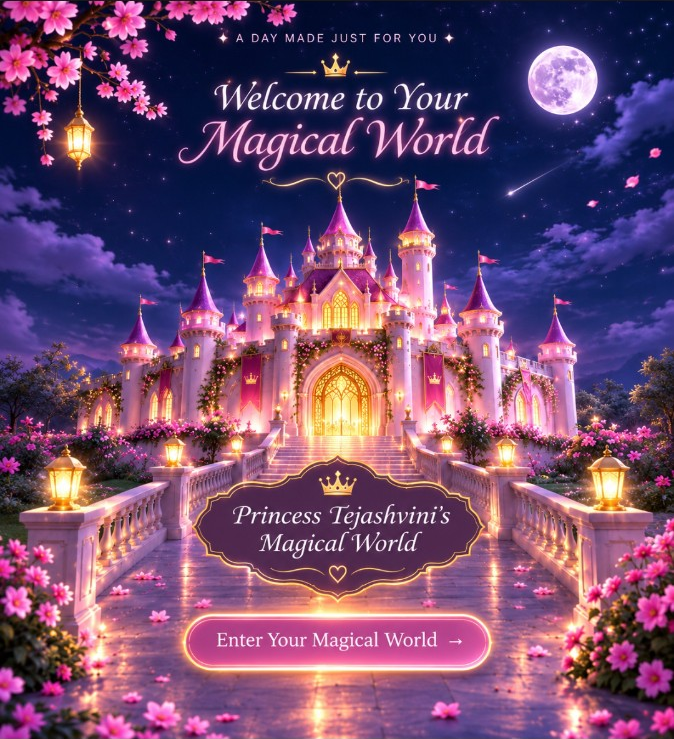 A DAY MADE JUST FOR YOU
Welcome to Your
Magical World
Princess Tejashvini's
Magical World
Enter Your Magical World →